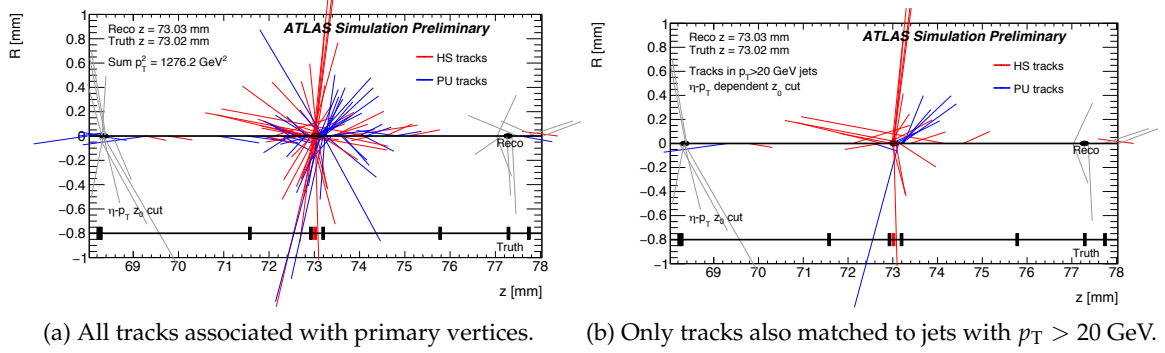 R [mm]
1
0.8
0.6
0.4
0.2
0
−0.2
−0.4
−0.6
−0.8
−1
Reco z = 73.03 mm
Truth z = 73.02 mm
Sum p_T^2 = 1276.2 GeV^2
ATLAS Simulation Preliminary
HS tracks
PU tracks
Reco
η-p_T z_0 cut
Truth
69 70 71 72 73 74 75 76 77 78
z [mm]
(a) All tracks associated with primary vertices.
R [mm]
1
0.8
0.6
0.4
0.2
0
−0.2
−0.4
−0.6
−0.8
−1
Reco z = 73.03 mm
Truth z = 73.02 mm
Tracks in p_T>20 GeV jets
η-p_T dependent z_0 cut
ATLAS Simulation Preliminary
HS tracks
PU tracks
Reco
η-p_T z_0 cut
Truth
69 70 71 72 73 74 75 76 77 78
z [mm]
(b) Only tracks also matched to jets with p_T > 20 GeV.